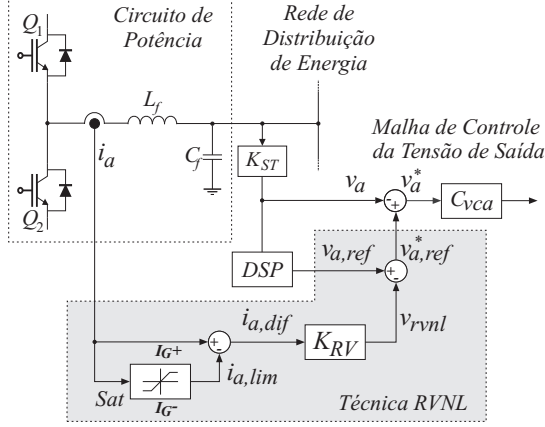 Q1
Circuito de
Potência
Rede de
Distribuição
de Energia
Lf
ia
Cf
KST
Q2
Malha de Controle
da Tensão de Saída
va
va*
Cvca
- +
DSP
va,ref
va,ref*
+ -
ia,dif
KRV
vrvnl
IG+
+ -
Sat
IG-
ia,lim
Técnica RVNL